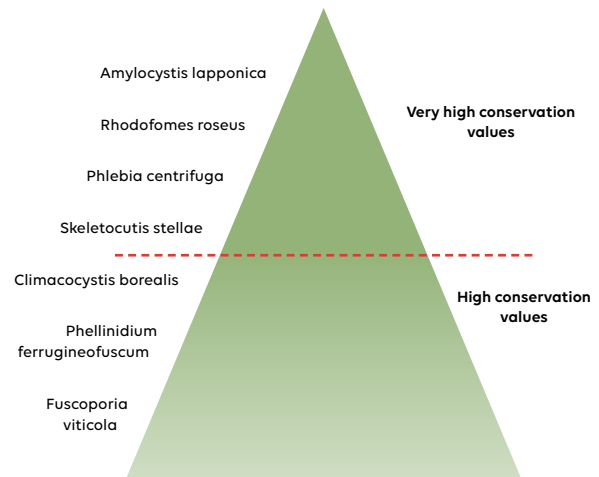 Amylocystis lapponica
Rhodofomes roseus
Phlebia centrifuga
Skeletocutis stellae
Climacocystis borealis
Phellinidium
ferrugineofuscum
Fuscoporia
viticola
Very high conservation
values
High conservation
values